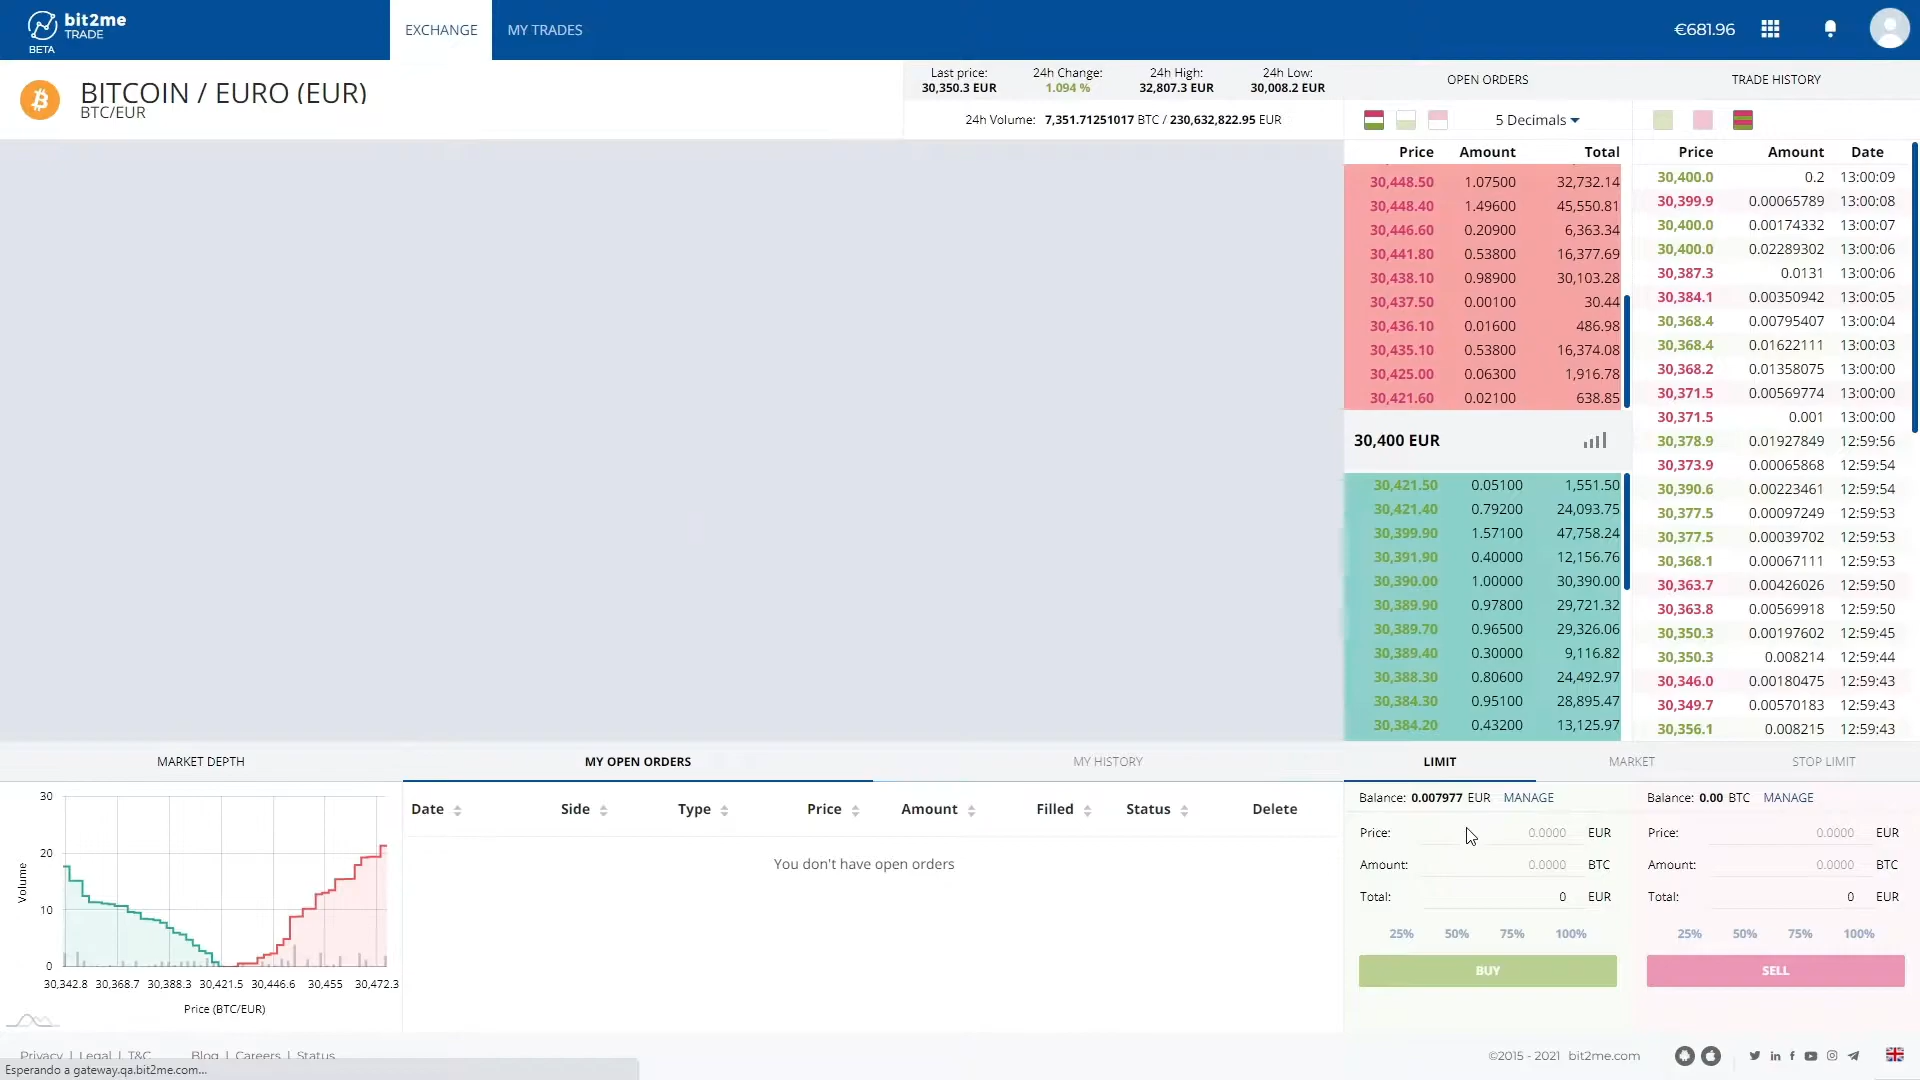 bit2me
TRADE
BETA
EXCHANGE
MY TRADES
€681.96
BITCOIN / EURO (EUR)
BTC/EUR
Last price:
30,350.3 EUR
24h Change:
1.094 %
24h High:
32,807.3 EUR
24h Low:
30,008.2 EUR
24h Volume: 7,351.71251017 BTC / 230,632,822.95 EUR
OPEN ORDERS
5 Decimals
Price Amount Total
30,448.50 1.07500 32,732.14
30,448.40 1.49600 45,550.81
30,446.60 0.20900 6,363.34
30,441.80 0.53800 16,377.69
30,438.10 0.98900 30,103.28
30,437.50 0.00100 30.44
30,436.10 0.01600 486.98
30,435.10 0.53800 16,374.08
30,425.00 0.06300 1,916.78
30,421.60 0.02100 638.85
30,400 EUR
30,421.50 0.05100 1,551.50
30,421.40 0.79200 24,093.75
30,399.90 1.57100 47,758.24
30,391.90 0.40000 12,156.76
30,390.00 1.00000 30,390.00
30,389.90 0.97800 29,721.32
30,389.70 0.96500 29,326.06
30,389.40 0.30000 9,116.82
30,388.30 0.80600 24,492.97
30,384.30 0.95100 28,895.47
30,384.20 0.43200 13,125.97
TRADE HISTORY
Price Amount Date
30,400.0 0.2 13:00:09
30,399.9 0.00065789 13:00:08
30,400.0 0.00174332 13:00:07
30,400.0 0.02289302 13:00:06
30,387.3 0.0131 13:00:06
30,384.1 0.00350942 13:00:05
30,368.4 0.00795407 13:00:04
30,368.4 0.01622111 13:00:03
30,368.2 0.01358075 13:00:00
30,371.5 0.00569774 13:00:00
30,371.5 0.001 13:00:00
30,378.9 0.01927849 12:59:56
30,373.9 0.00065868 12:59:54
30,390.6 0.00223461 12:59:54
30,377.5 0.00097249 12:59:53
30,377.5 0.00039702 12:59:53
30,368.1 0.00067111 12:59:53
30,363.7 0.00426026 12:59:50
30,363.8 0.00569918 12:59:50
30,350.3 0.00197602 12:59:45
30,350.3 0.008214 12:59:44
30,346.0 0.00180475 12:59:43
30,349.7 0.00570183 12:59:43
30,356.1 0.008215 12:59:43
MARKET DEPTH
30
20
10
0
Volume
30,342.8 30,368.7 30,388.3 30,421.5 30,446.6 30,455 30,472.3
Price (BTC/EUR)
MY OPEN ORDERS
MY HISTORY
Date Side Type Price Amount Filled Status Delete
You don't have open orders
LIMIT
MARKET
STOP LIMIT
Balance: 0.007977 EUR MANAGE
Price: 0.0000 EUR
Amount: 0.0000 BTC
Total: 0 EUR
25% 50% 75% 100%
BUY
Balance: 0.00 BTC MANAGE
Price: 0.0000 EUR
Amount: 0.0000 BTC
Total: 0 EUR
25% 50% 75% 100%
SELL
Privacy | Legal | T&C Blog | Careers | Status
Esperando a gateway.qa.bit2me.com...
©2015 - 2021 bit2me.com